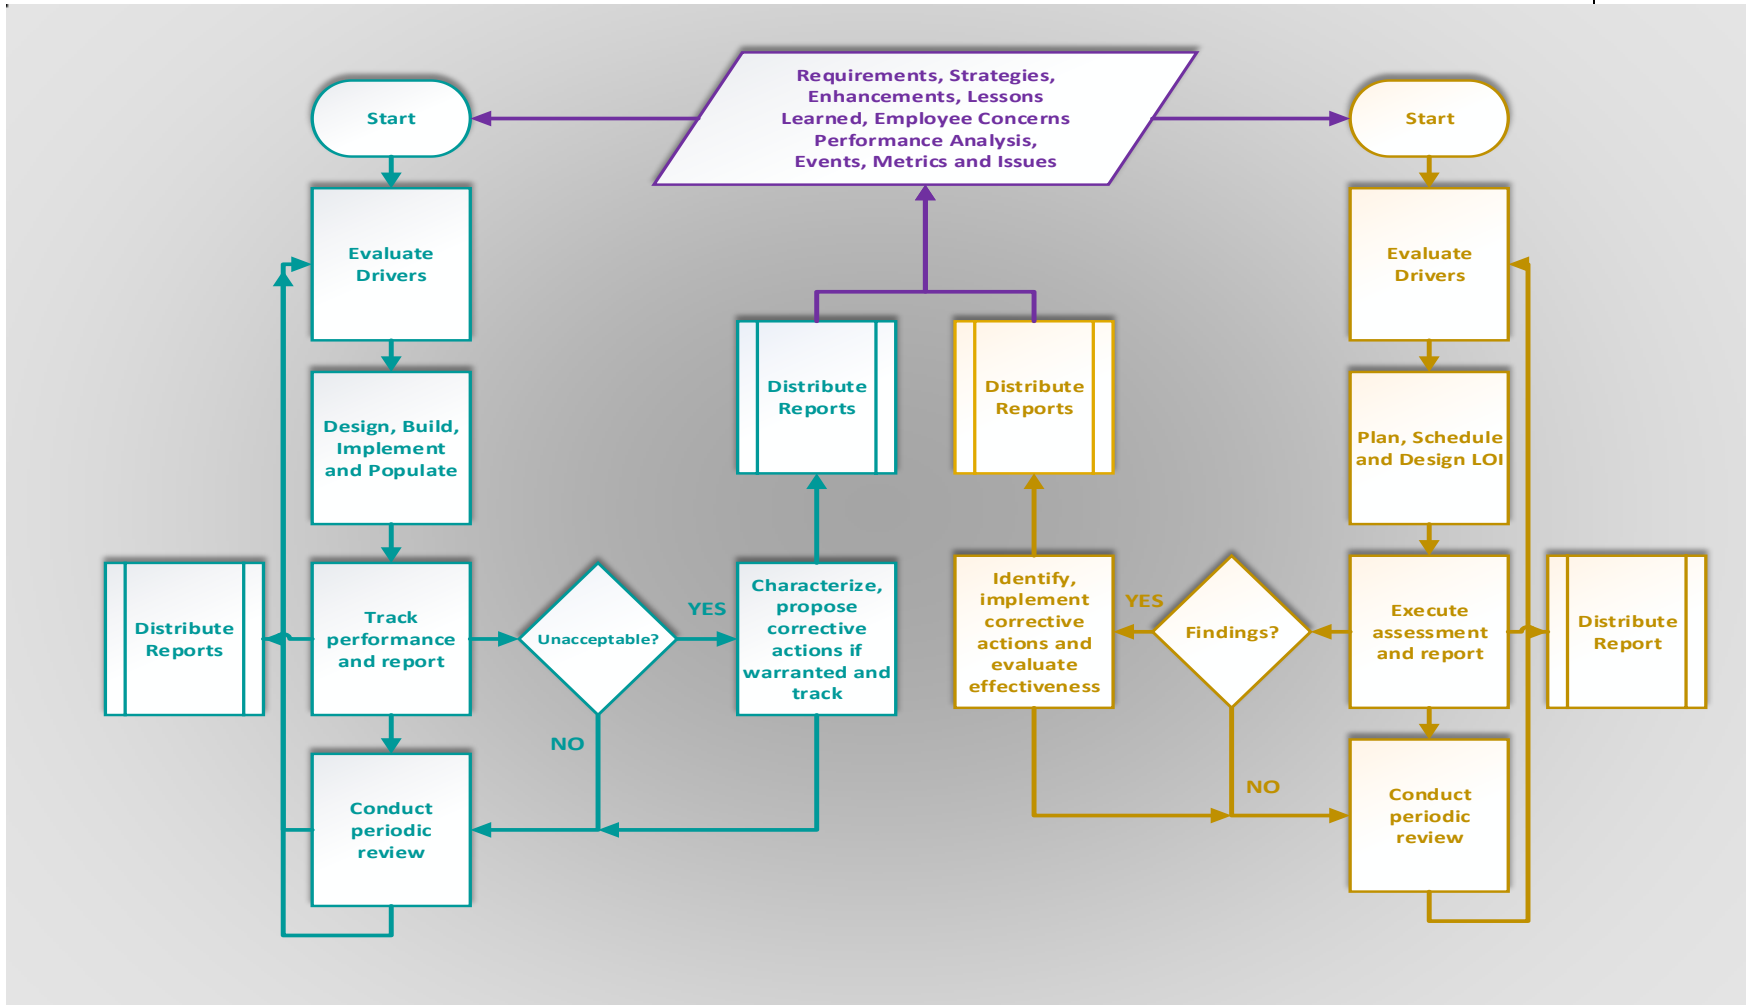 Requirements, Strategies,
Enhancements, Lessons
Learned, Employee Concerns
Performance Analysis,
Events, Metrics and Issues
Start
Evaluate
Drivers
Design, Build,
Implement
and Populate
Track
performance
and report
Distribute
Reports
Unacceptable?
YES
NO
Characterize,
propose
corrective
actions if
warranted and
track
Distribute
Reports
Conduct
periodic
review
Start
Evaluate
Drivers
Plan, Schedule
and Design LOI
Execute
assessment
and report
Distribute
Report
Findings?
YES
NO
Identify,
implement
corrective
actions and
evaluate
effectiveness
Distribute
Reports
Conduct
periodic
review